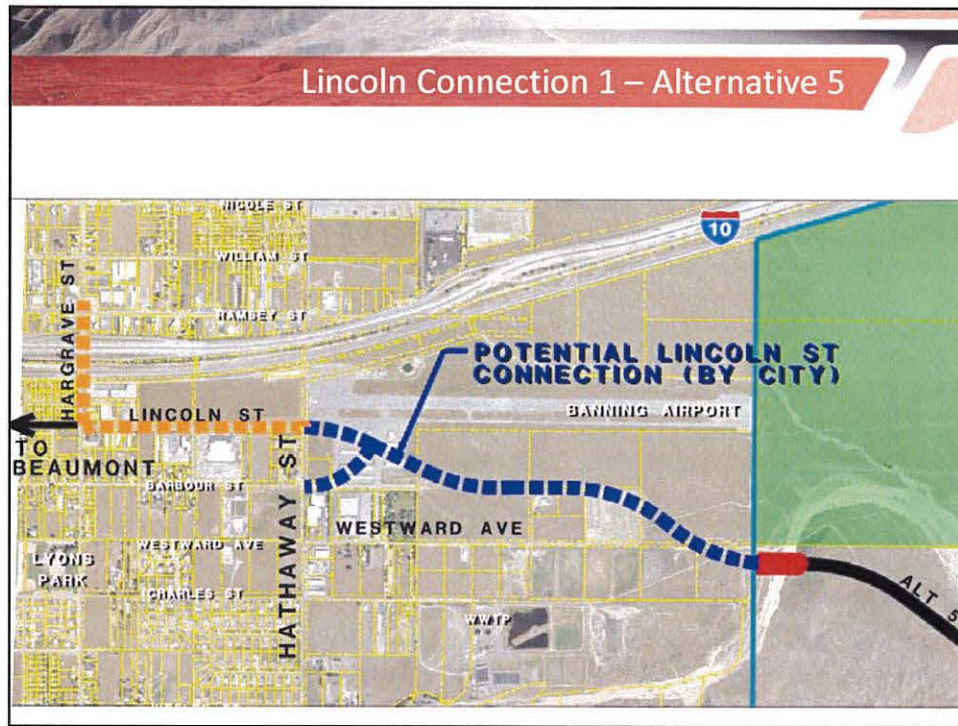 Lincoln Connection 1 – Alternative 5
NICOLE ST
10
WILLIAM ST
HARGRAVE ST
RAMSEY ST
POTENTIAL LINCOLN ST
CONNECTION (BY CITY)
LINCOLN ST
BANNING AIRPORT
TO
BEAUMONT
BARBOUR ST
HATHAWAY ST
WESTWARD AVE
WESTWARD AVE
LYONS
PARK
CHARLES ST
WWTP
ALT 5